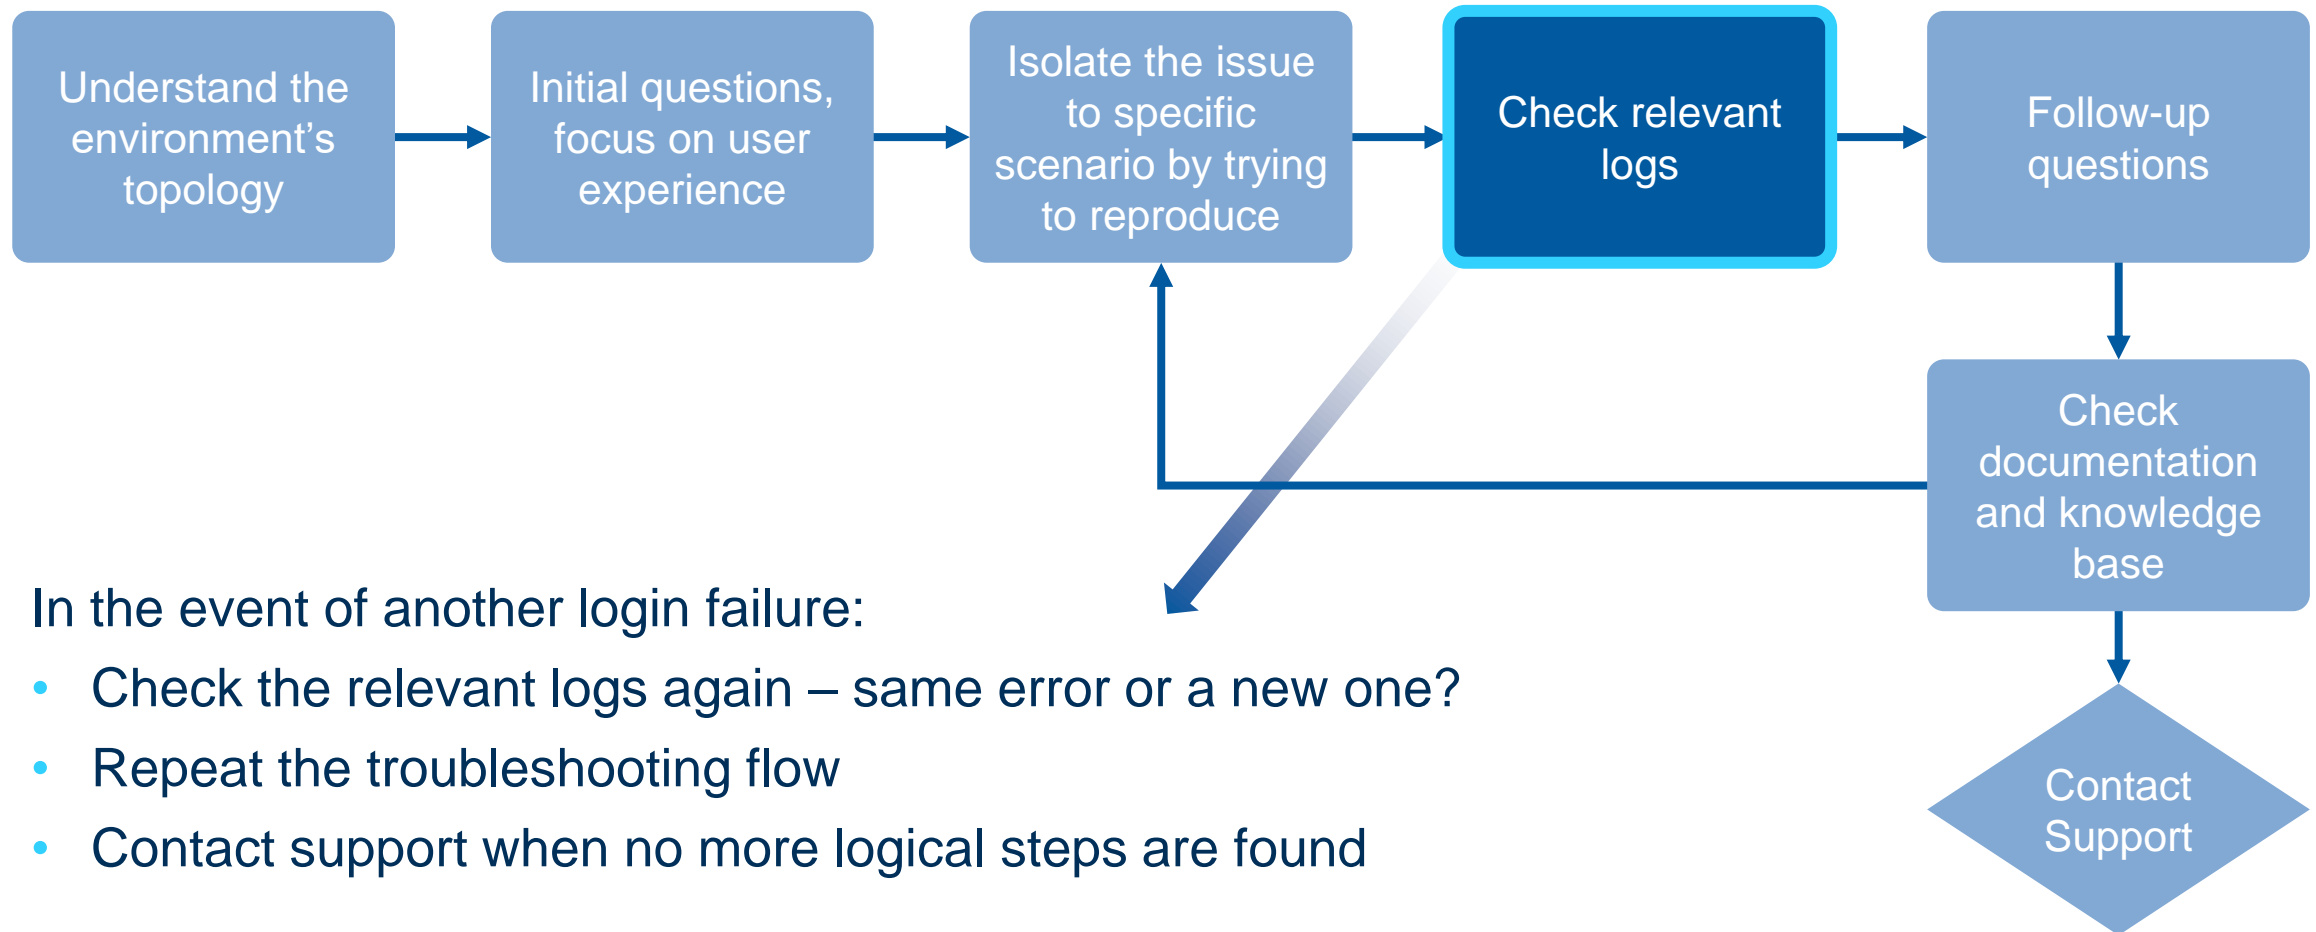 Understand the
environment’s
topology
Initial questions,
focus on user
experience
Isolate the issue
to specific
scenario by trying
to reproduce
Check relevant
logs
Follow-up
questions
Check
documentation
and knowledge
base
Contact
Support
In the event of another login failure:
• Check the relevant logs again – same error or a new one?
• Repeat the troubleshooting flow
• Contact support when no more logical steps are found